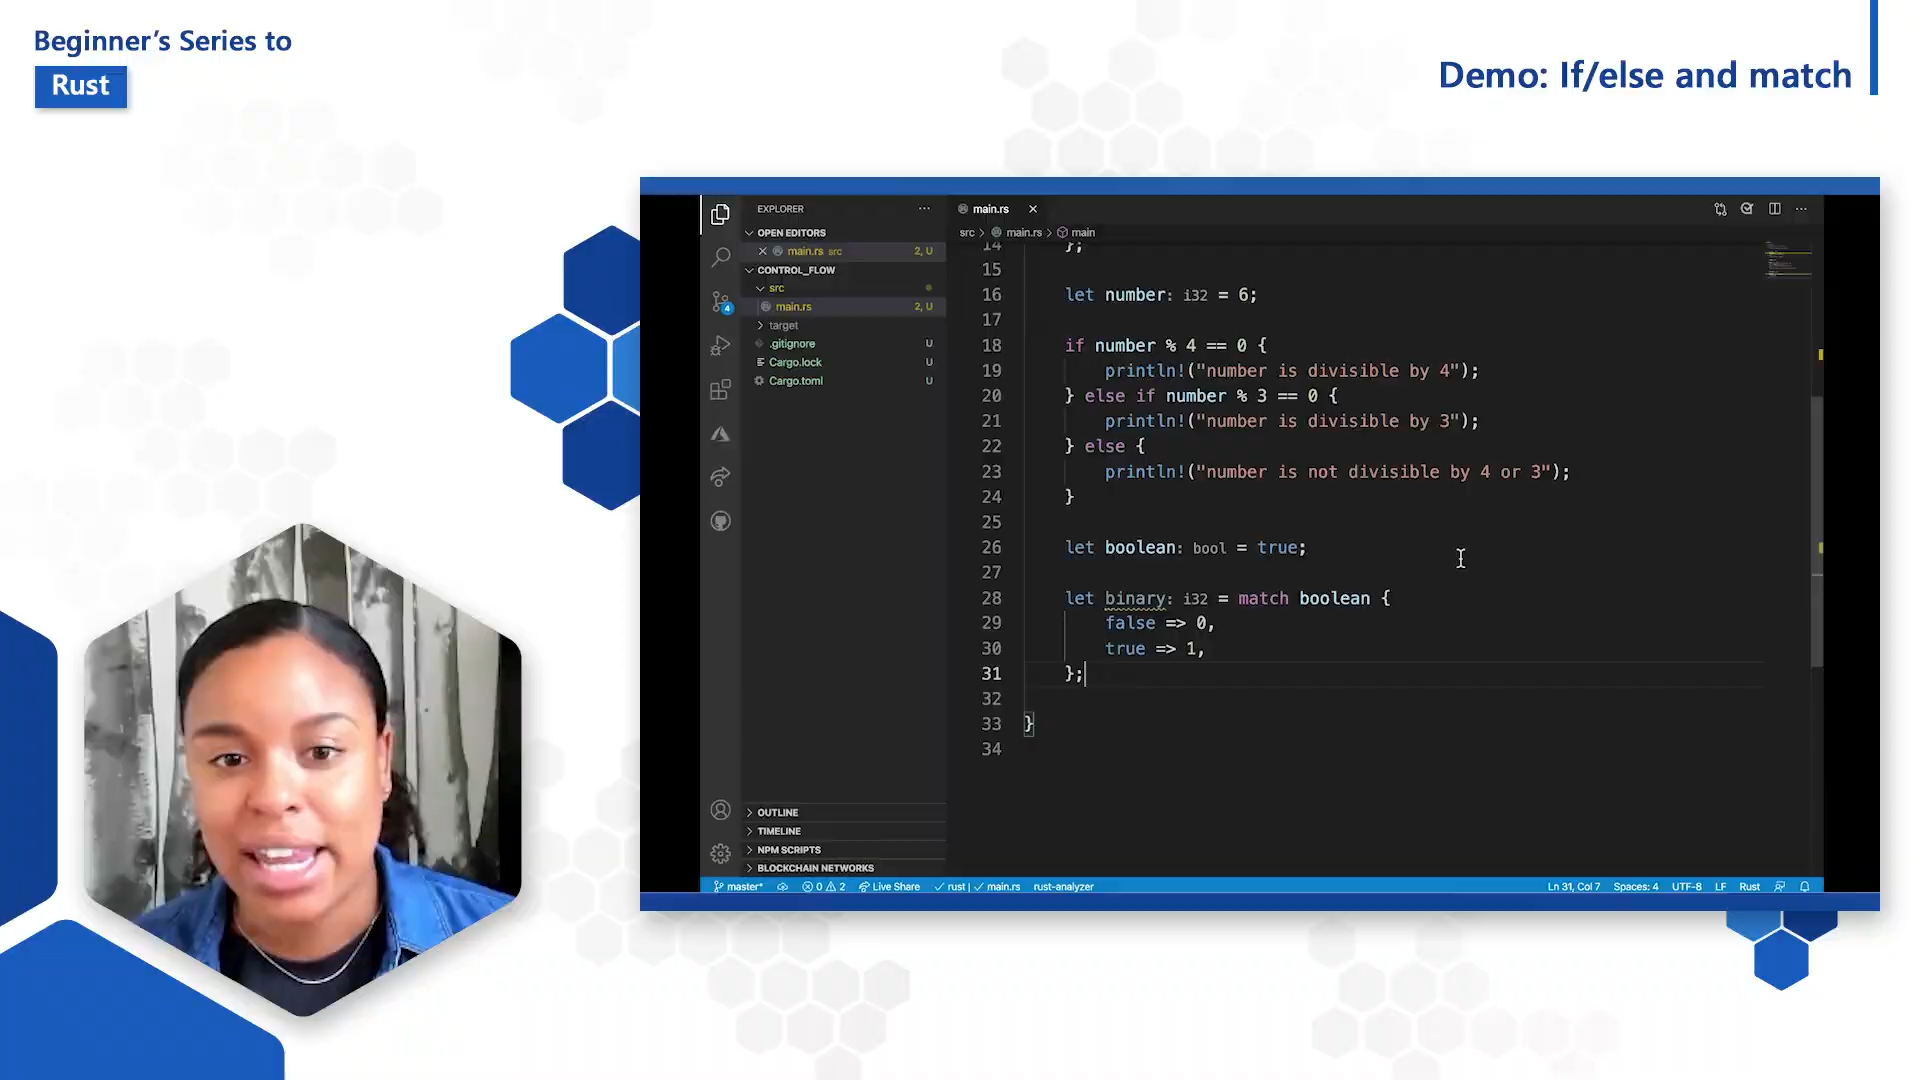 Beginner’s Series to
Rust
Demo: If/else and match
EXPLORER
OPEN EDITORS
main.rs src 2, U
CONTROL_FLOW
src
main.rs 2, U
target
.gitignore U
Cargo.lock U
Cargo.toml U
4
OUTLINE
TIMELINE
NPM SCRIPTS
BLOCKCHAIN NETWORKS
main.rs
src > main.rs > main
14 };
15
16 let number: i32 = 6;
17
18 if number % 4 == 0 {
19 println!("number is divisible by 4");
20 } else if number % 3 == 0 {
21 println!("number is divisible by 3");
22 } else {
23 println!("number is not divisible by 4 or 3");
24 }
25
26 let boolean: bool = true;
27
28 let binary: i32 = match boolean {
29 false => 0,
30 true => 1,
31 };
32
33 }
34
master* 0 2 Live Share rust | main.rs rust-analyzer Ln 31, Col 7 Spaces: 4 UTF-8 LF Rust